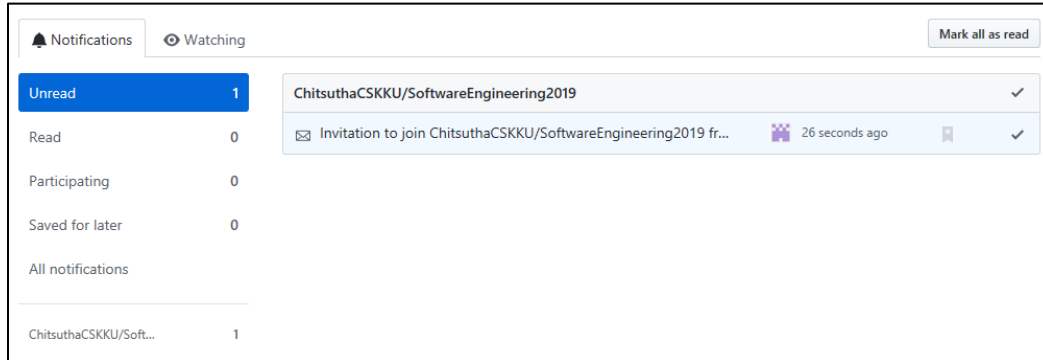 Notifications
Watching
Mark all as read
Unread 1
Read 0
Participating 0
Saved for later 0
All notifications
ChitsuthaCSKKU/Soft... 1
ChitsuthaCSKKU/SoftwareEngineering2019
Invitation to join ChitsuthaCSKKU/SoftwareEngineering2019 fr... 26 seconds ago